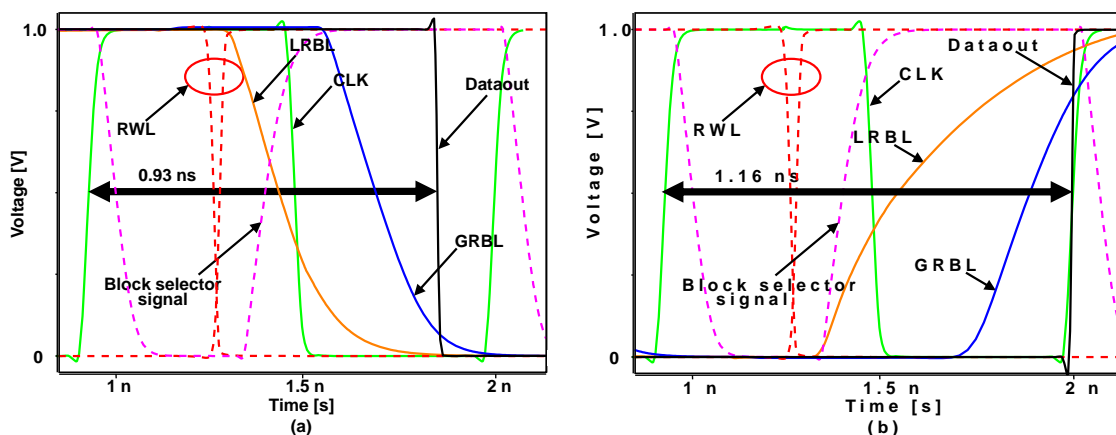 1.0
LRBL
CLK
Dataout
RWL
0.93 ns
GRBL
Block selector
signal
Voltage [V]
0
1 n
1.5 n
2 n
Time [s]
(a)
1.0
Dataout
CLK
RWL
LRBL
1.16 ns
Block selector
signal
GRBL
Voltage [V]
0
1 n
1.5 n
2 n
Time [s]
(b)